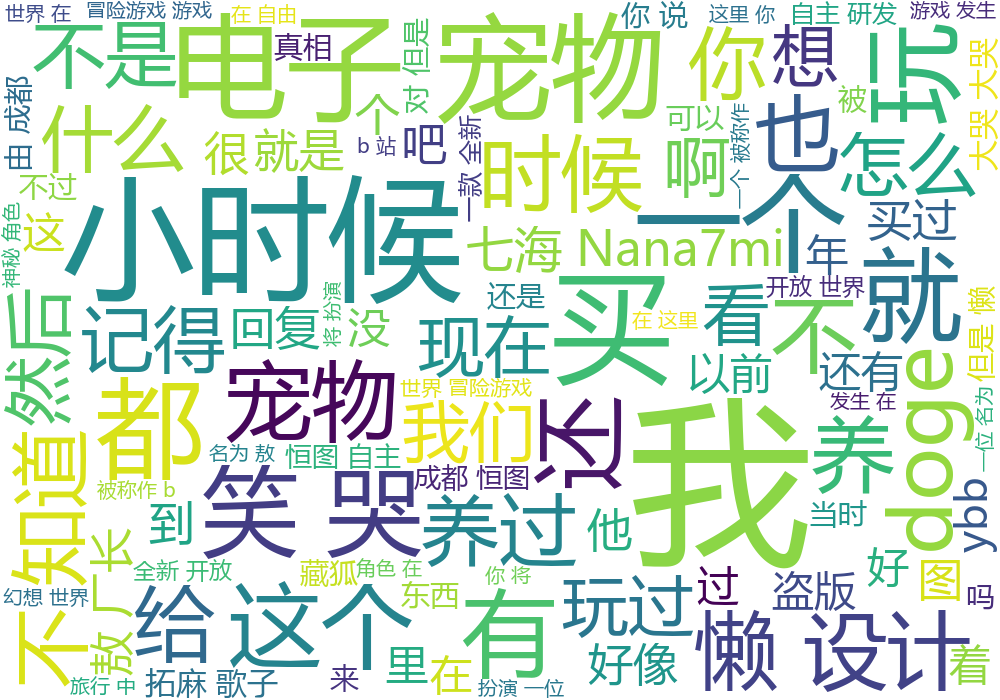 世界 在
冒险游戏 游戏
在 自由
你 说
这里 你
自主 研发
游戏 发生
不是
电子
宠物
真相
对 但是
你
想
玩
大哭 大哭
由 成都
什么
个
很
就是
b 站
吧
一款 全新
时候
可以
啊
一个 被称作
也
被
怎么
不过
这
神秘 角色
小时候
七海 Nana7mi
一个
年
买过
就
开放 世界
然后
记得
回复
将 扮演
没
现在
还是
买
在 这里
看
不
以前
还有
但是 懒
发生 在
doge
一位 名为
都
宠物
世界 冒险游戏
我们
还
我
养
不知道
名为 敖
恒图 自主
成都 恒图
被称作 b
笑 哭
到
养过
他
当时
ybb
敖厂长
全新 开放
藏狐
角色 在
你 将
东西
好
图
吗
幻想 世界
给
这个
有
玩过
过
盗版
懒
设计
着
旅行 中
拓麻 歌子
来
里
在
扮演 一位
好像